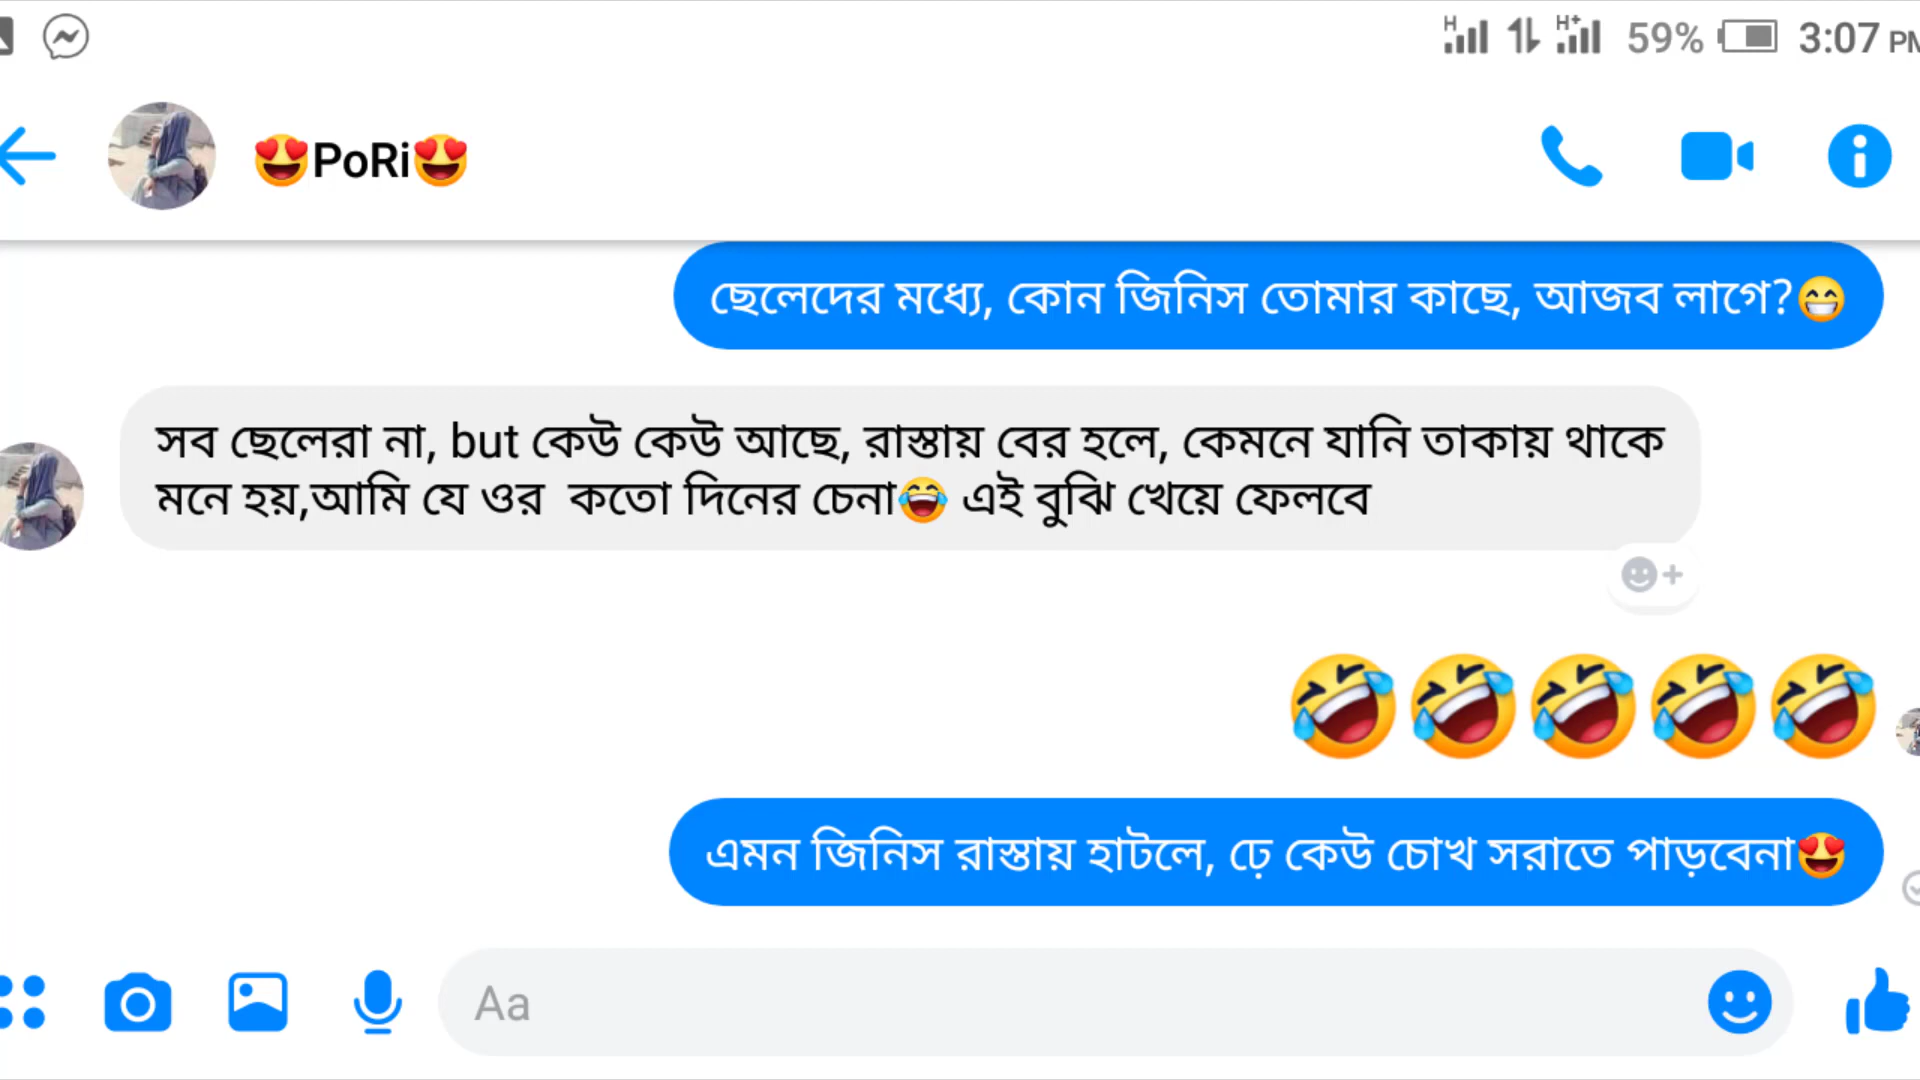 H H+ 59% 3:07 PM
😍PoRi😍
ছেলেদের মধ্যে, কোন জিনিস তোমার কাছে, আজব লাগে?😁
সব ছেলেরা না, but কেউ কেউ আছে, রাস্তায় বের হলে, কেমনে যানি তাকায় থাকে
মনে হয়,আমি যে ওর কতো দিনের চেনা😂 এই বুঝি খেয়ে ফেলবে
🤣🤣🤣🤣🤣
এমন জিনিস রাস্তায় হাটলে, ঢ়ে কেউ চোখ সরাতে পাড়বেনা😍
Aa